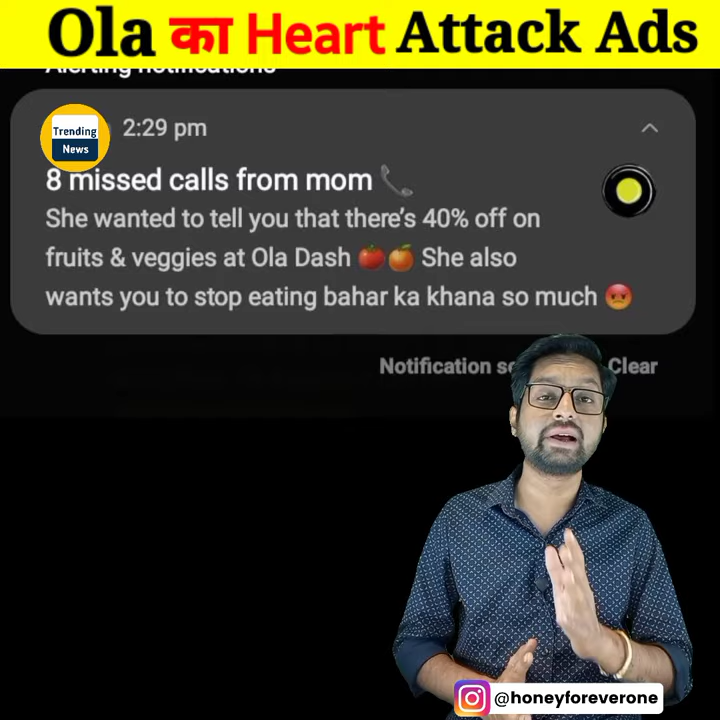 Ola का Heart Attack Ads
Alerting notifications
Trending
News
2:29 pm
8 missed calls from mom 📞
She wanted to tell you that there’s 40% off on
fruits & veggies at Ola Dash 🍅🍊 She also
wants you to stop eating bahar ka khana so much 😡
Notification
Clear
@honeyforeverone